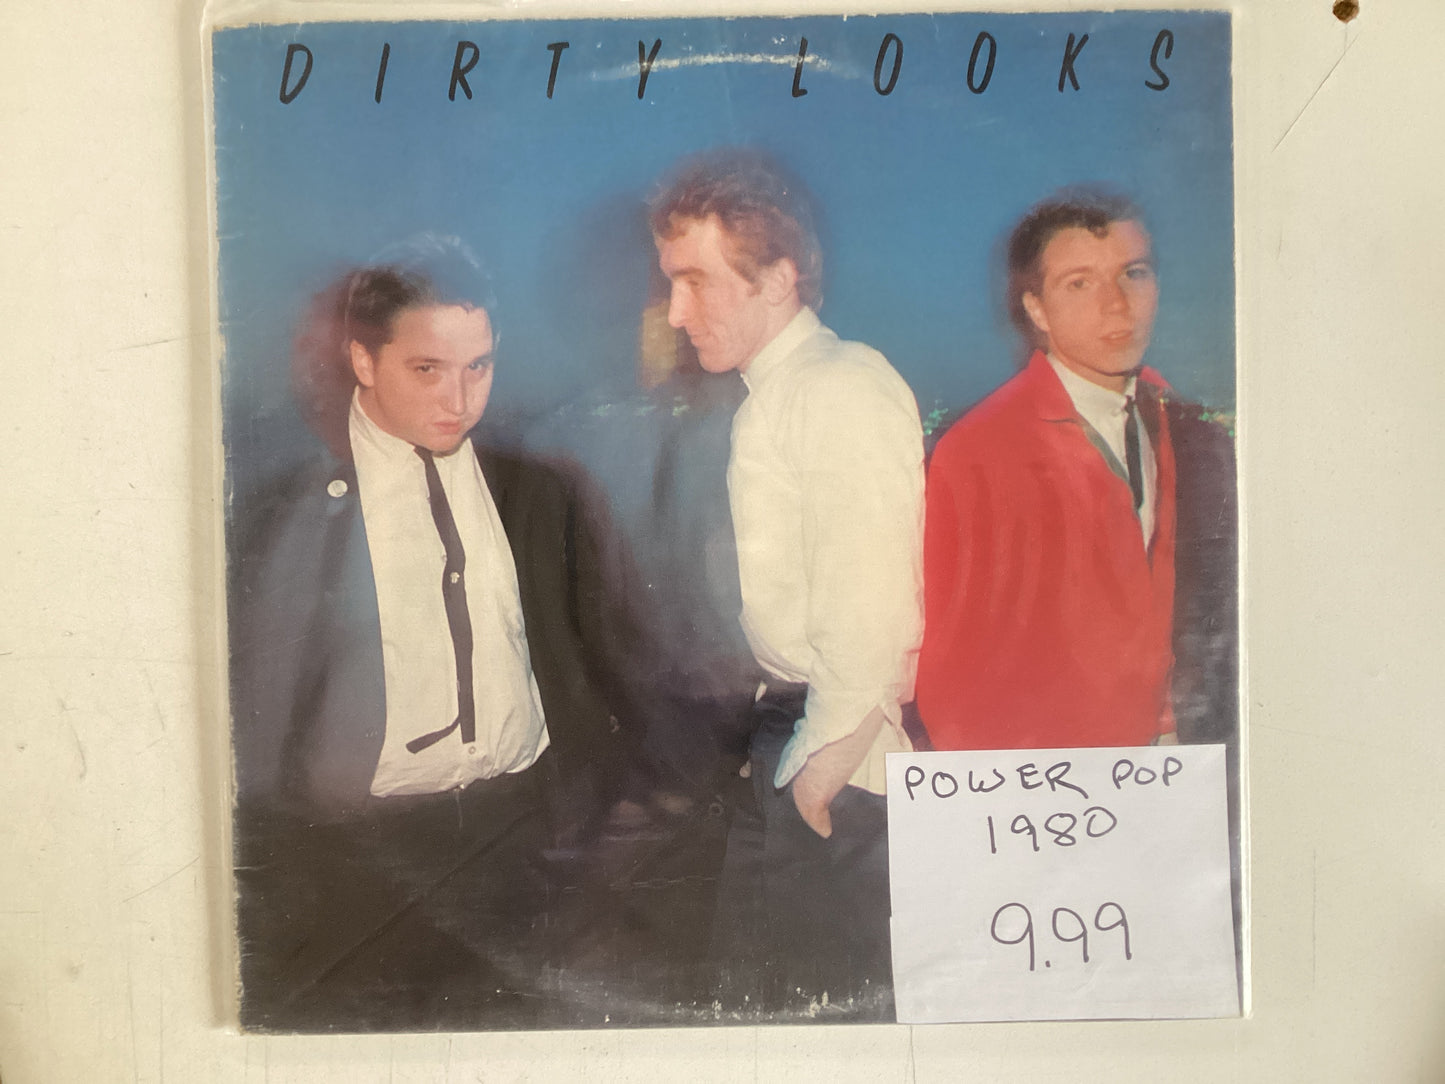 DIRTY LOOKS
POWER POP
1980
9.99